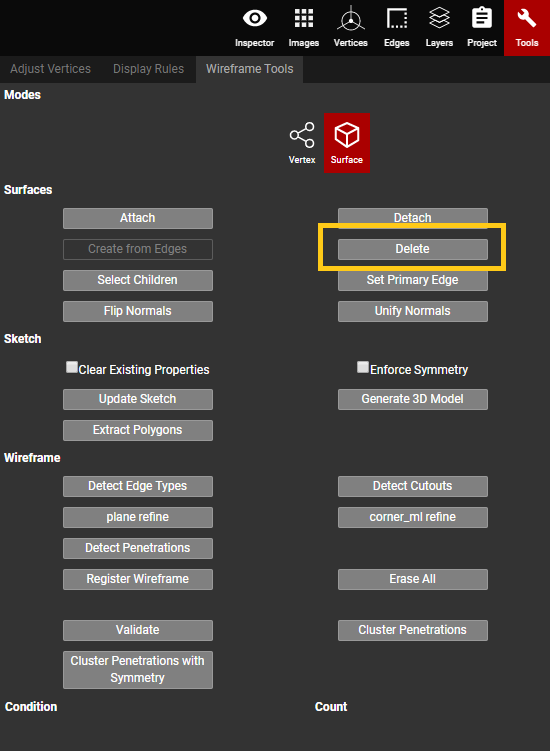 Inspector Images Vertices Edges Layers Project Tools
Adjust Vertices Display Rules Wireframe Tools
Modes
Vertex Surface
Surfaces
Attach Detach
Create from Edges Delete
Select Children Set Primary Edge
Flip Normals Unify Normals
Sketch
Clear Existing Properties Enforce Symmetry
Update Sketch Generate 3D Model
Extract Polygons
Wireframe
Detect Edge Types Detect Cutouts
plane refine corner_ml refine
Detect Penetrations
Register Wireframe Erase All
Validate Cluster Penetrations
Cluster Penetrations with
Symmetry
Condition Count